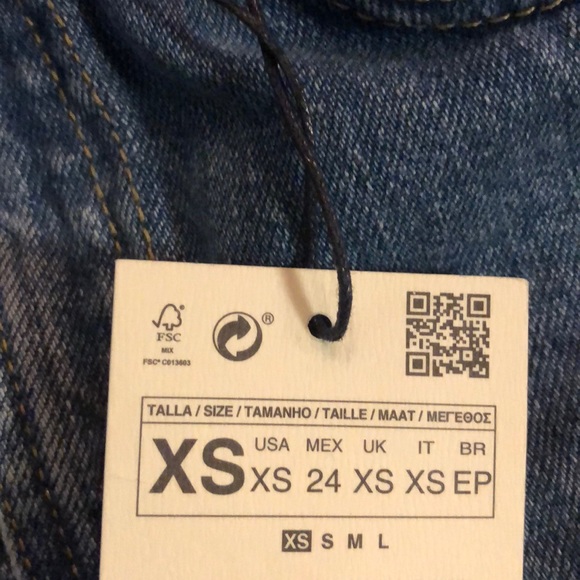 FSC
MIX
FSC® C013603
®
TALLA / SIZE / TAMANHO / TAILLE / MAAT / ΜΕΓΕΘΟΣ
XS
USA MEX UK IT BR
XS 24 XS XS EP
XS S M L